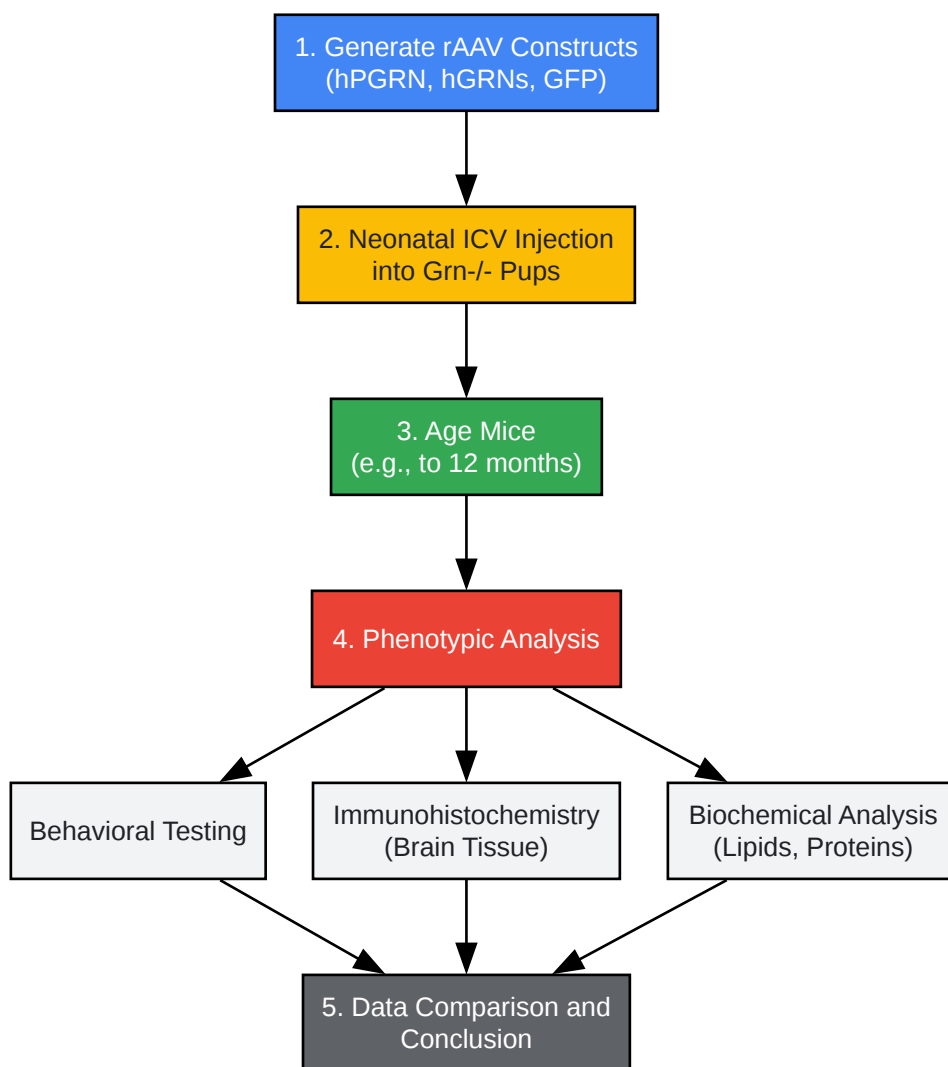 1. Generate rAAV Constructs
(hPGRN, hGRNs, GFP)
2. Neonatal ICV Injection
into Grn-/- Pups
3. Age Mice
(e.g., to 12 months)
4. Phenotypic Analysis
Behavioral Testing
Immunohistochemistry
(Brain Tissue)
Biochemical Analysis
(Lipids, Proteins)
5. Data Comparison and
Conclusion